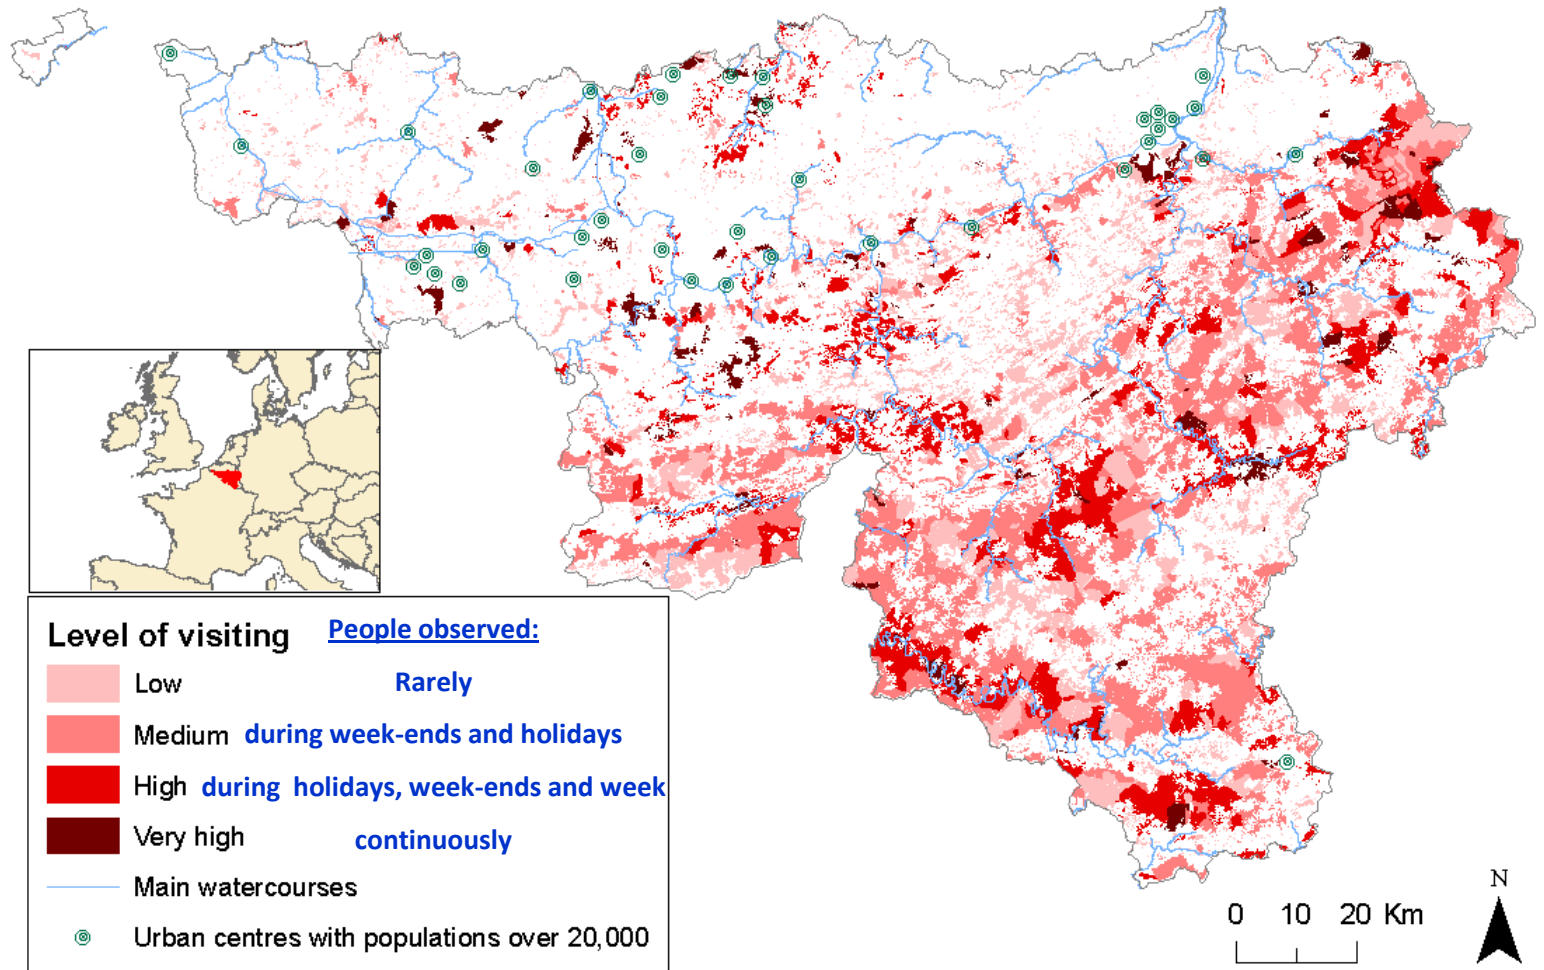 Level of visiting People observed:
Low Rarely
Medium during week-ends and holidays
High during holidays, week-ends and week
Very high continuously
Main watercourses
Urban centres with populations over 20,000
N
0 10 20 Km